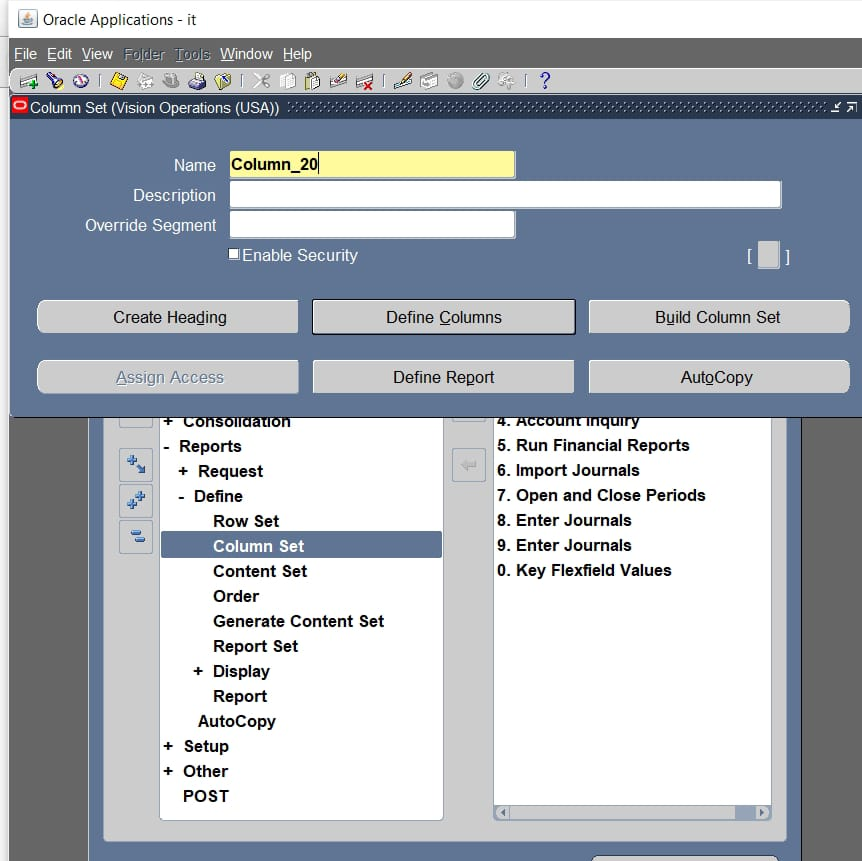 Oracle Applications - it
File Edit View Folder Tools Window Help
Column Set (Vision Operations (USA))
Name Column_20
Description
Override Segment
Enable Security [ ]
Create Heading Define Columns Build Column Set
Assign Access Define Report AutoCopy
+ Consolidation
- Reports
+ Request
- Define
Row Set
Column Set
Content Set
Order
Generate Content Set
Report Set
+ Display
Report
AutoCopy
+ Setup
+ Other
POST
4. Account Inquiry
5. Run Financial Reports
6. Import Journals
7. Open and Close Periods
8. Enter Journals
9. Enter Journals
0. Key Flexfield Values